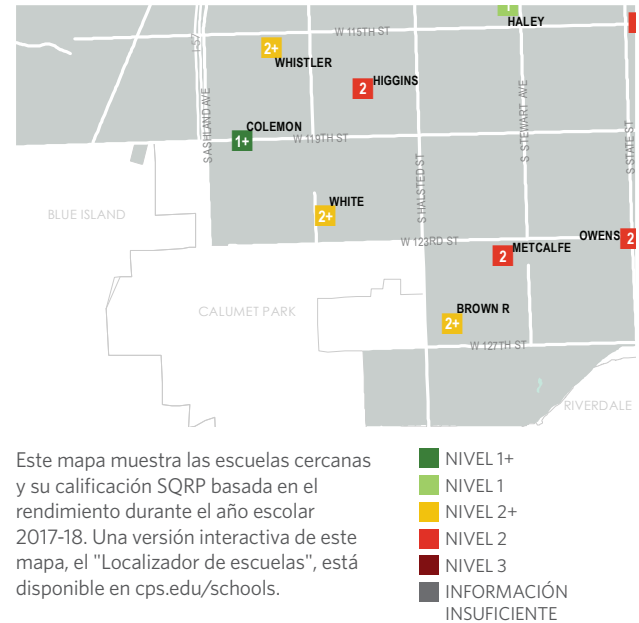 1
HALEY
2+
W 115TH ST
I-57
WHISTLER
2
HIGGINS
S ASHLAND AVE
COLEMON
1+
W 119TH ST
S HALSTED ST
S STEWART AVE
S STATE ST
WHITE
2+
BLUE ISLAND
W 123RD ST
OWENS
2
METCALFE
2
CALUMET PARK
BROWN R
2+
W 127TH ST
RIVERDALE
Este mapa muestra las escuelas cercanas
y su calificación SQRP basada en el
rendimiento durante el año escolar
2017-18. Una versión interactiva de este
mapa, el "Localizador de escuelas", está
disponible en cps.edu/schools.
NIVEL 1+
NIVEL 1
NIVEL 2+
NIVEL 2
NIVEL 3
INFORMACIÓN
INSUFICIENTE